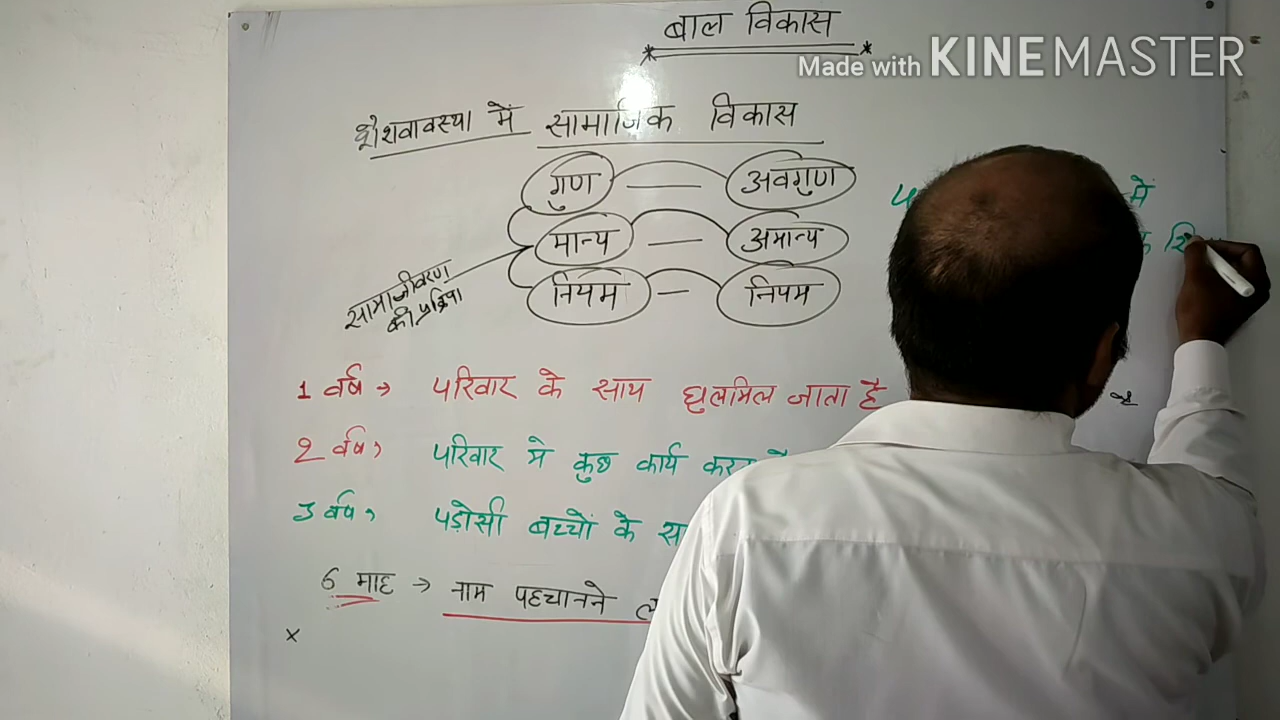 बाल विकास
Made with KINEMASTER
शैशवावस्था में सामाजिक विकास
गुण — अवगुण
मान्य — अमान्य
नियम — नियम
सामाजीकरण
की प्रक्रिया
में
1 वर्ष → परिवार के साथ घुलमिल जाता है
2 वर्ष, परिवार मे कुछ कार्य
3 वर्ष, पड़ोसी बच्चों के
6 माह → नाम पहचानने
x